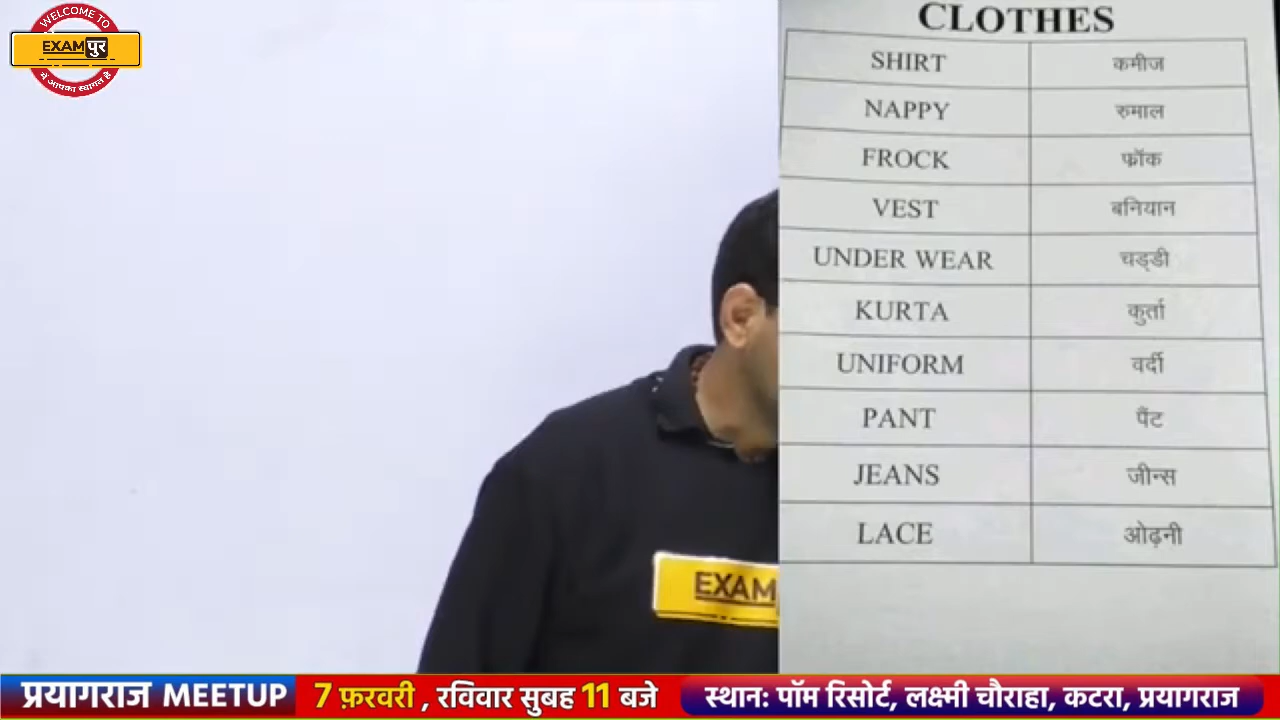 WELCOME TO
EXAMपुर
में आपका स्वागत है
CLOTHES
SHIRT कमीज
NAPPY रुमाल
FROCK फ्रॉक
VEST बनियान
UNDER WEAR चड्डी
KURTA कुर्ता
UNIFORM वर्दी
PANT पैंट
JEANS जीन्स
LACE ओढ़नी
EXAM
प्रयागराज MEETUP 7 फ़रवरी , रविवार सुबह 11 बजे स्थान: पॉम रिसोर्ट, लक्ष्मी चौराहा, कटरा, प्रयागराज